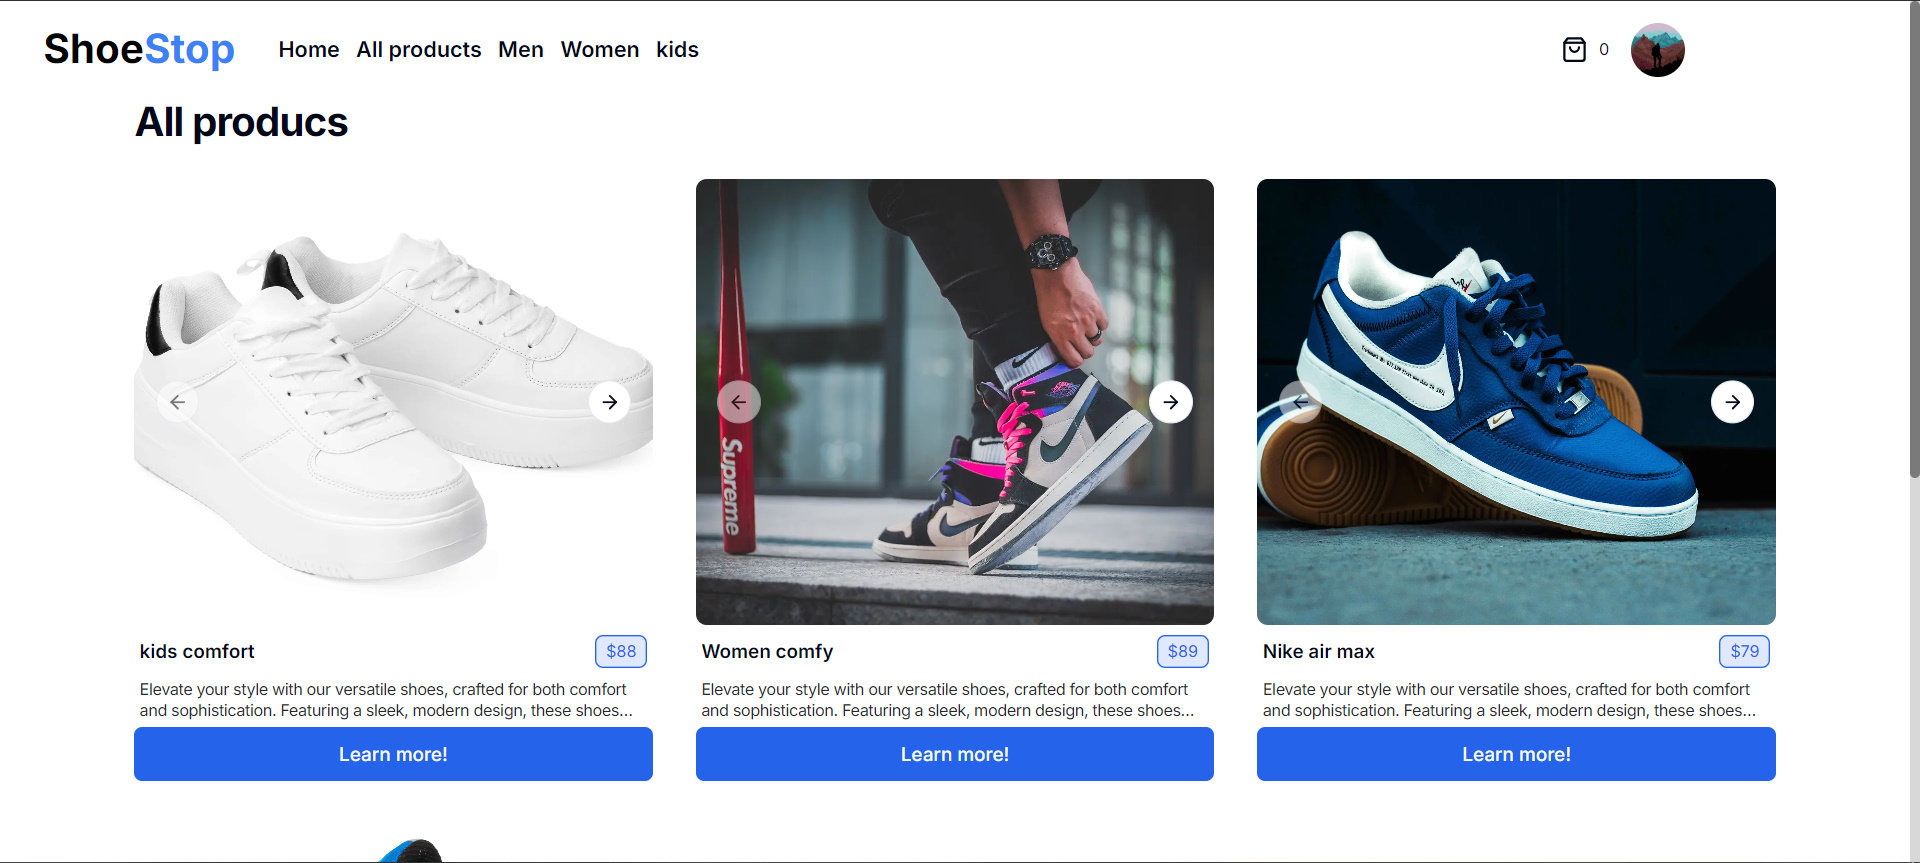 ShoeStop Home All products Men Women kids 0
All producs
Supreme
kids comfort $88
Elevate your style with our versatile shoes, crafted for both comfort
and sophistication. Featuring a sleek, modern design, these shoes...
Learn more!
Women comfy $89
Elevate your style with our versatile shoes, crafted for both comfort
and sophistication. Featuring a sleek, modern design, these shoes...
Learn more!
Nike air max $79
Elevate your style with our versatile shoes, crafted for both comfort
and sophistication. Featuring a sleek, modern design, these shoes...
Learn more!